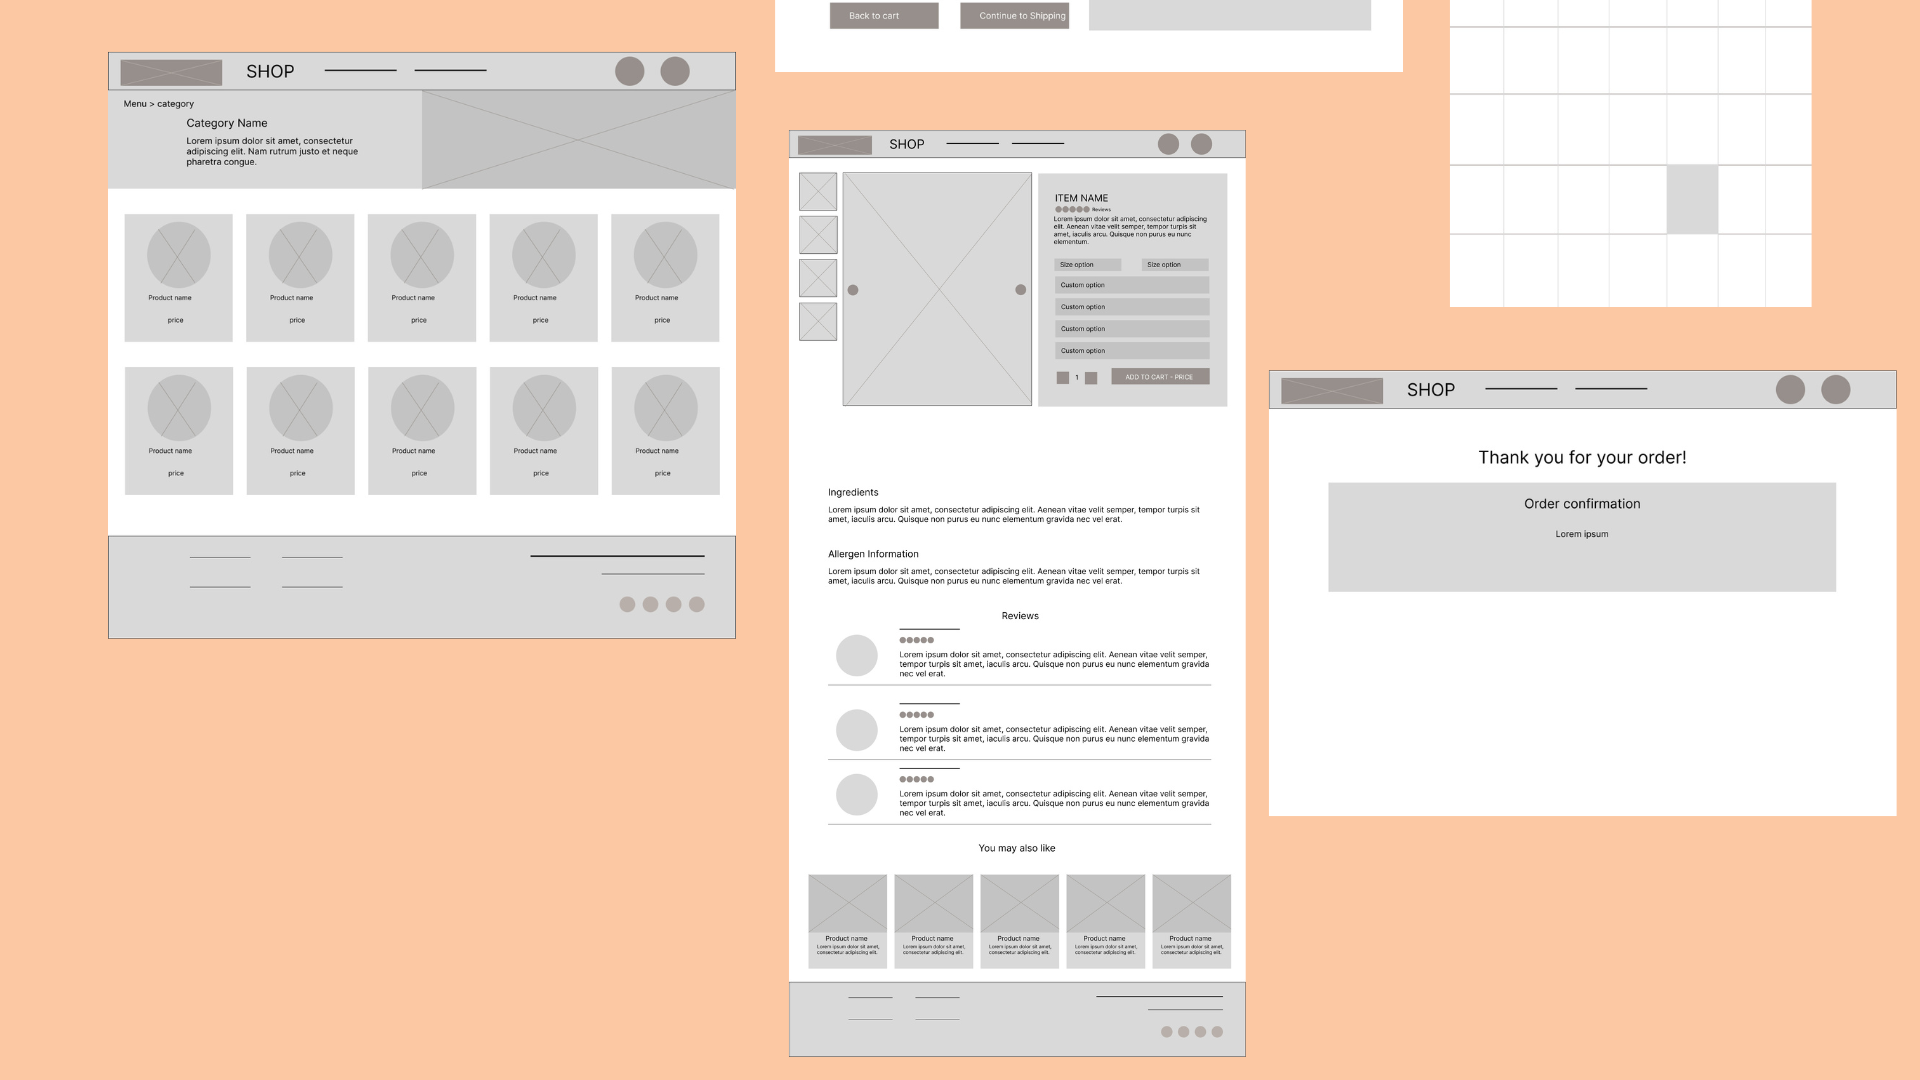 Back to cart
Continue to Shipping
SHOP
Menu > category
Category Name
Lorem ipsum dolor sit amet, consectetur
adipiscing elit. Nam rutrum justo et neque
pharetra congue.
Product name
price
Product name
price
Product name
price
Product name
price
Product name
price
Product name
price
Product name
price
Product name
price
Product name
price
Product name
price
SHOP
ITEM NAME
Reviews
Lorem ipsum dolor sit amet, consectetur adipiscing
elit. Aenean vitae velit semper, tempor turpis sit
amet, iaculis arcu. Quisque non purus eu nunc
elementum.
Size option
Size option
Custom option
Custom option
Custom option
Custom option
1
ADD TO CART - PRICE
Ingredients
Lorem ipsum dolor sit amet, consectetur adipiscing elit. Aenean vitae velit semper, tempor turpis sit
amet, iaculis arcu. Quisque non purus eu nunc elementum gravida nec vel erat.
Allergen Information
Lorem ipsum dolor sit amet, consectetur adipiscing elit. Aenean vitae velit semper, tempor turpis sit
amet, iaculis arcu. Quisque non purus eu nunc elementum gravida nec vel erat.
Reviews
Lorem ipsum dolor sit amet, consectetur adipiscing elit. Aenean vitae velit semper,
tempor turpis sit amet, iaculis arcu. Quisque non purus eu nunc elementum gravida
nec vel erat.
Lorem ipsum dolor sit amet, consectetur adipiscing elit. Aenean vitae velit semper,
tempor turpis sit amet, iaculis arcu. Quisque non purus eu nunc elementum gravida
nec vel erat.
Lorem ipsum dolor sit amet, consectetur adipiscing elit. Aenean vitae velit semper,
tempor turpis sit amet, iaculis arcu. Quisque non purus eu nunc elementum gravida
nec vel erat.
You may also like
Product name
Lorem ipsum dolor sit amet,
consectetur adipiscing elit.
Product name
Lorem ipsum dolor sit amet,
consectetur adipiscing elit.
Product name
Lorem ipsum dolor sit amet,
consectetur adipiscing elit.
Product name
Lorem ipsum dolor sit amet,
consectetur adipiscing elit.
Product name
Lorem ipsum dolor sit amet,
consectetur adipiscing elit.
SHOP
Thank you for your order!
Order confirmation
Lorem ipsum